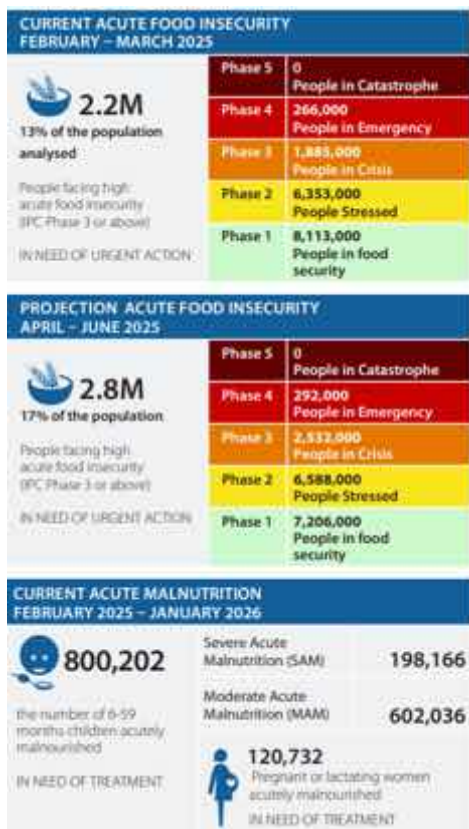 CURRENT ACUTE FOOD INSECURITY
FEBRUARY – MARCH 2025
2.2M
13% of the population
analysed
People facing high
acute food insecurity
(IPC Phase 3 or above)
IN NEED OF URGENT ACTION
Phase 5 0
People in Catastrophe
Phase 4 266,000
People in Emergency
Phase 3 1,885,000
People in Crisis
Phase 2 6,353,000
People Stressed
Phase 1 8,113,000
People in food
security
PROJECTION ACUTE FOOD INSECURITY
APRIL – JUNE 2025
2.8M
17% of the population
People facing high
acute food insecurity
(IPC Phase 3 or above)
IN NEED OF URGENT ACTION
Phase 5 0
People in Catastrophe
Phase 4 292,000
People in Emergency
Phase 3 2,532,000
People in Crisis
Phase 2 6,588,000
People Stressed
Phase 1 7,206,000
People in food
security
CURRENT ACUTE MALNUTRITION
FEBRUARY 2025 – JANUARY 2026
800,202
the number of 6-59
months children acutely
malnourished
IN NEED OF TREATMENT
Severe Acute
Malnutrition (SAM) 198,166
Moderate Acute
Malnutrition (MAM) 602,036
120,732
Pregnant or lactating women
acutely malnourished
IN NEED OF TREATMENT